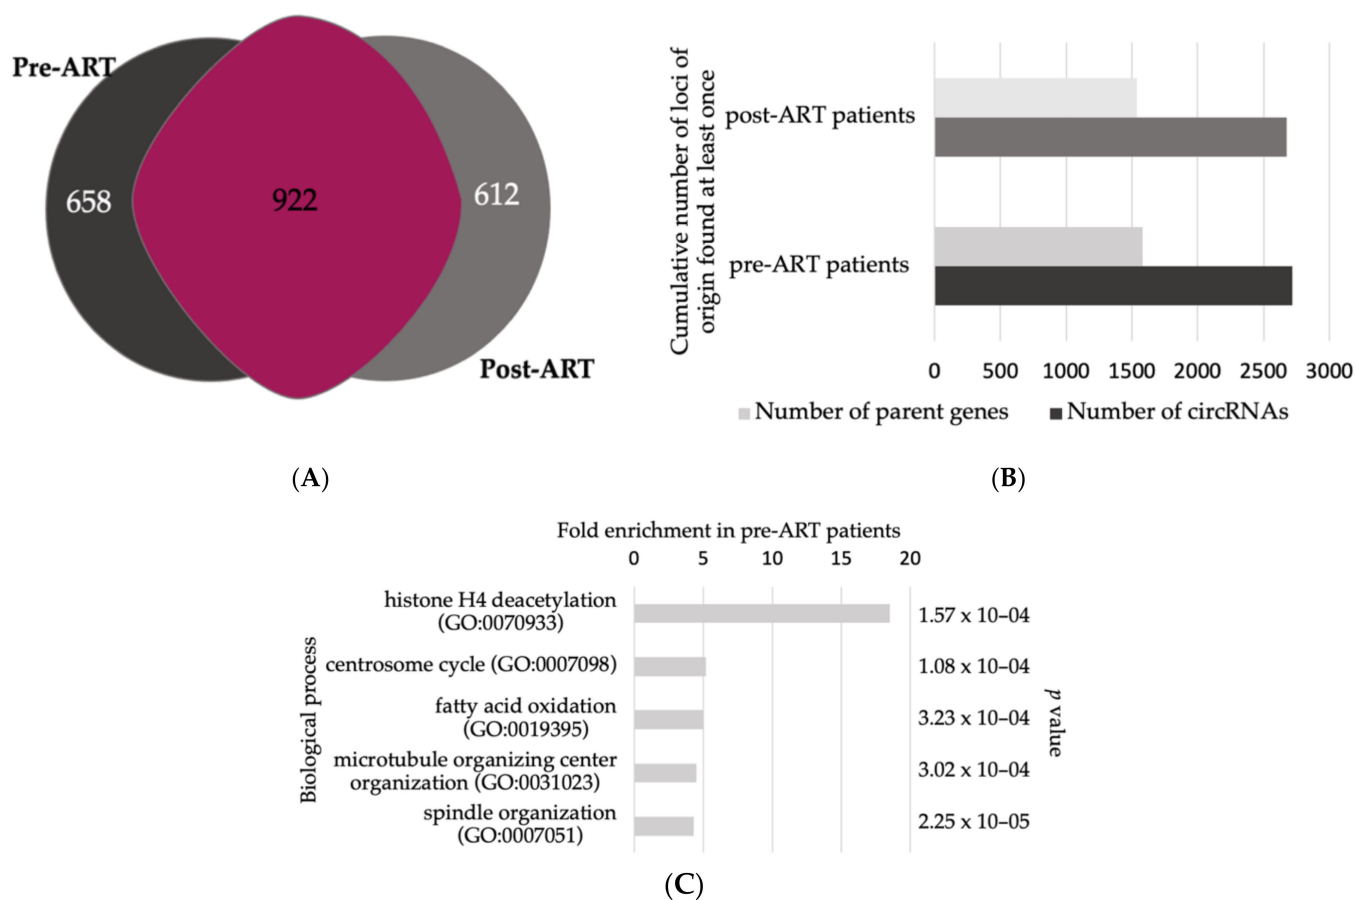 Pre-ART
658
922
612
Post-ART
(A)
Cumulative number of loci of
origin found at least once
post-ART patients
pre-ART patients
0 500 1000 1500 2000 2500 3000
Number of parent genes Number of circRNAs
(B)
Fold enrichment in pre-ART patients
0 5 10 15 20
Biological process
histone H4 deacetylation
(GO:0070933)
1.57 x 10–04
centrosome cycle (GO:0007098)
1.08 x 10–04
fatty acid oxidation
(GO:0019395)
3.23 x 10–04
microtubule organizing center
organization (GO:0031023)
3.02 x 10–04
spindle organization
(GO:0007051)
2.25 x 10–05
p value
(C)